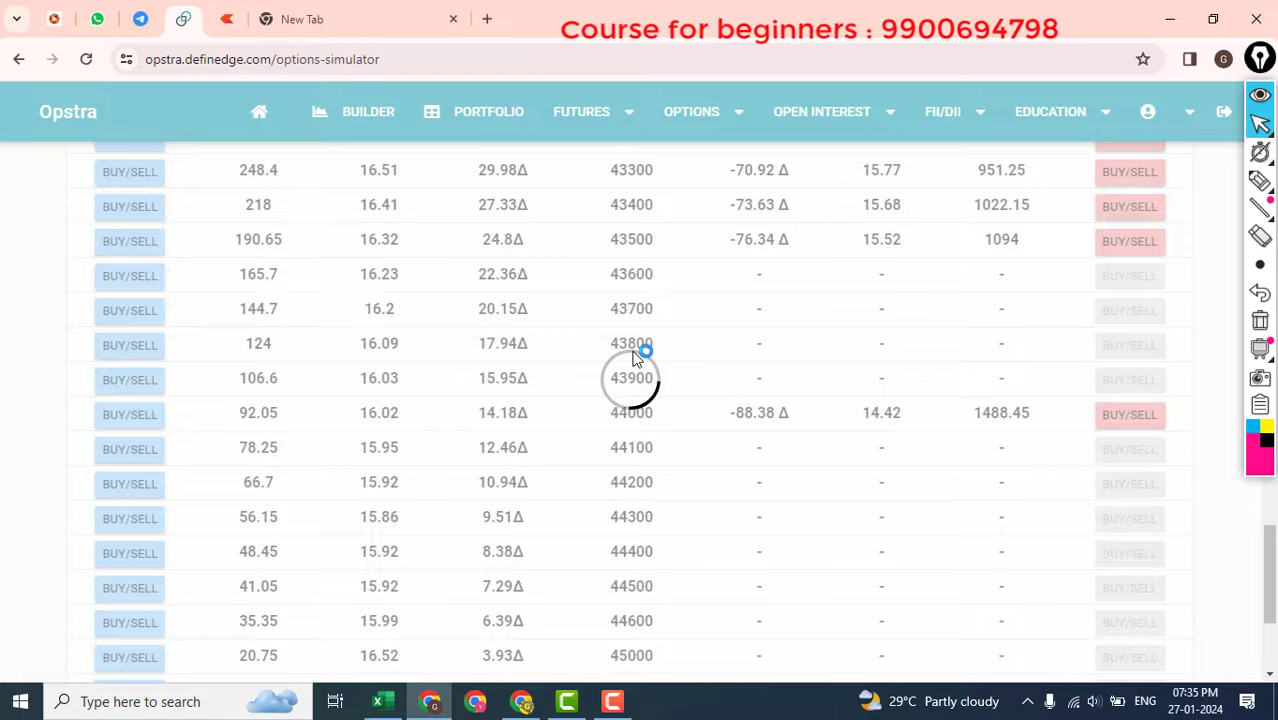 New Tab
Course for beginners : 9900694798
opstra.definedge.com/options-simulator
G
Opstra BUILDER PORTFOLIO FUTURES OPTIONS OPEN INTEREST FII/DII EDUCATION
BUY/SELL 248.4 16.51 29.98Δ 43300 -70.92 Δ 15.77 951.25 BUY/SELL
BUY/SELL 218 16.41 27.33Δ 43400 -73.63 Δ 15.68 1022.15 BUY/SELL
BUY/SELL 190.65 16.32 24.8Δ 43500 -76.34 Δ 15.52 1094 BUY/SELL
BUY/SELL 165.7 16.23 22.36Δ 43600 - - - BUY/SELL
BUY/SELL 144.7 16.2 20.15Δ 43700 - - - BUY/SELL
BUY/SELL 124 16.09 17.94Δ 43800 - - - BUY/SELL
BUY/SELL 106.6 16.03 15.95Δ 43900 - - - BUY/SELL
BUY/SELL 92.05 16.02 14.18Δ 44000 -88.38 Δ 14.42 1488.45 BUY/SELL
BUY/SELL 78.25 15.95 12.46Δ 44100 - - - BUY/SELL
BUY/SELL 66.7 15.92 10.94Δ 44200 - - - BUY/SELL
BUY/SELL 56.15 15.86 9.51Δ 44300 - - - BUY/SELL
BUY/SELL 48.45 15.92 8.38Δ 44400 - - - BUY/SELL
BUY/SELL 41.05 15.92 7.29Δ 44500 - - - BUY/SELL
BUY/SELL 35.35 15.99 6.39Δ 44600 - - - BUY/SELL
BUY/SELL 20.75 16.52 3.93Δ 45000 - - - BUY/SELL
Type here to search
29°C Partly cloudy
ENG
07:35 PM
27-01-2024